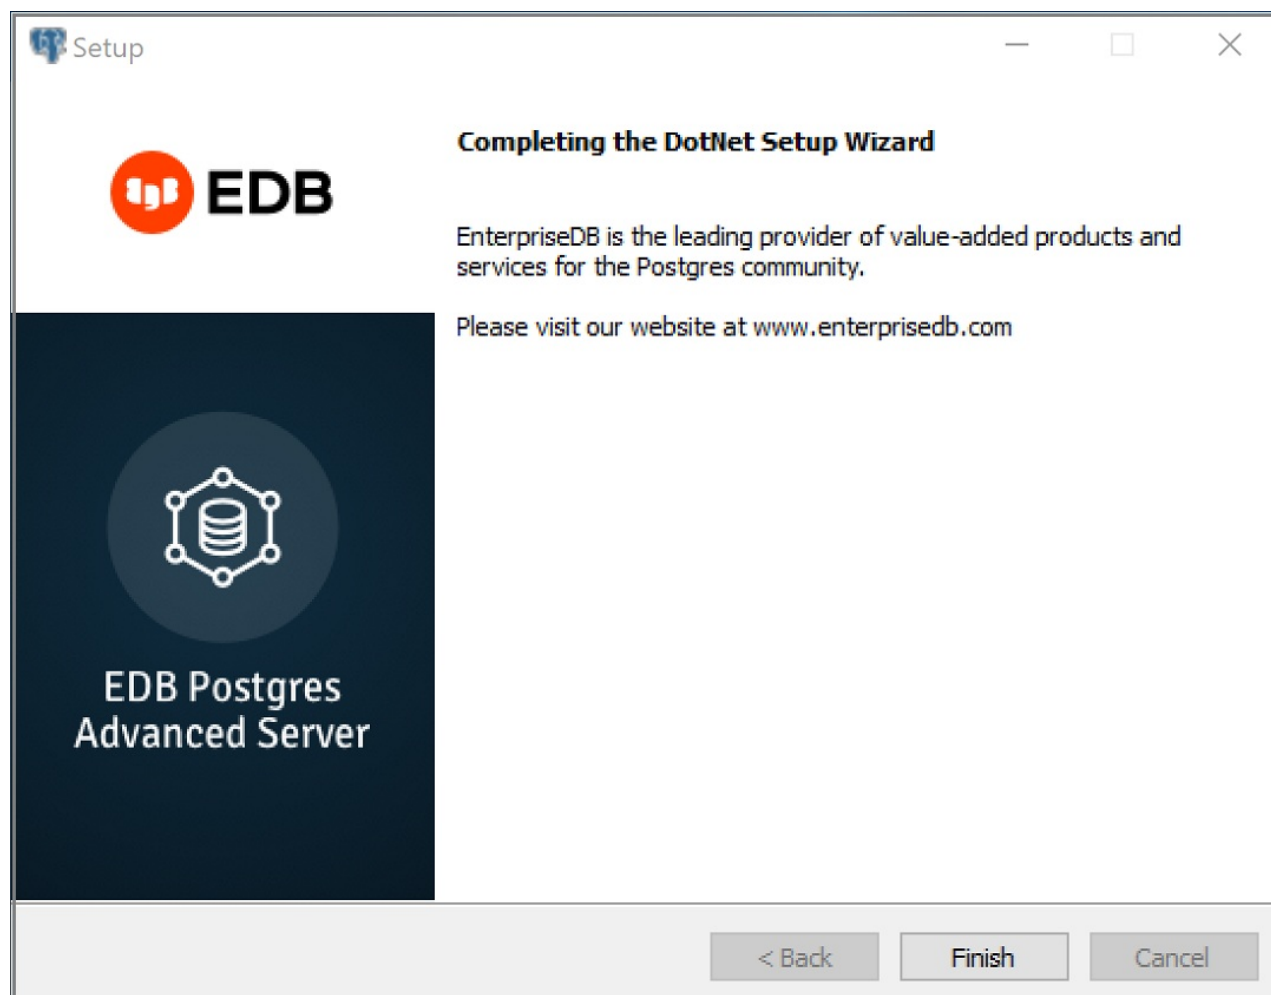 Setup
EDB
Completing the DotNet Setup Wizard
EnterpriseDB is the leading provider of value-added products and
services for the Postgres community.
Please visit our website at www.enterprisedb.com
EDB Postgres
Advanced Server
< Back
Finish
Cancel